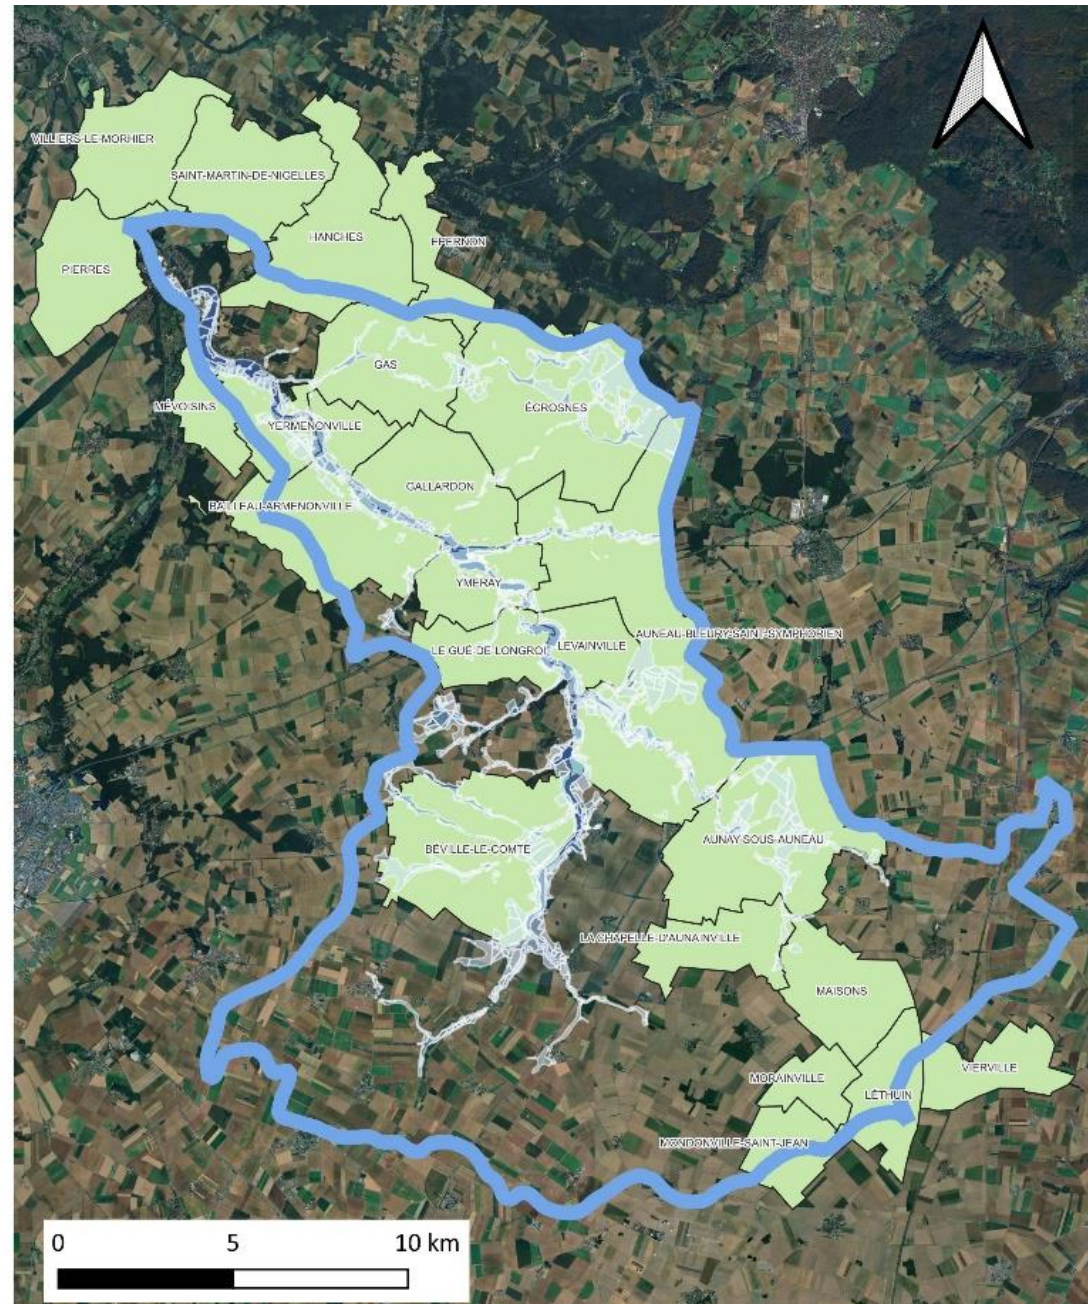 VILLIERS-LE-MORHIER
SAINT-MARTIN-DE-NIGELLES
HANCHES
EPERNON
PIERRES
GAS
MÉVOISINS
ÉCROSNES
YERMENONVILLE
GALLARDON
BAILLEAU-ARMENONVILLE
YMERAY
AUNEAU-BLEURY-SAINT-SYMPHORIEN
LE GUÉ-DE-LONGROI
LEVAINVILLE
AUNAY-SOUS-AUNEAU
BÉVILLE-LE-COMTE
LA CHAPELLE-D'AUNAINVILLE
MAISONS
VIERVILLE
MORAINVILLE
LÉTHUIN
MONDONVILLE-SAINT-JEAN
0 5 10 km